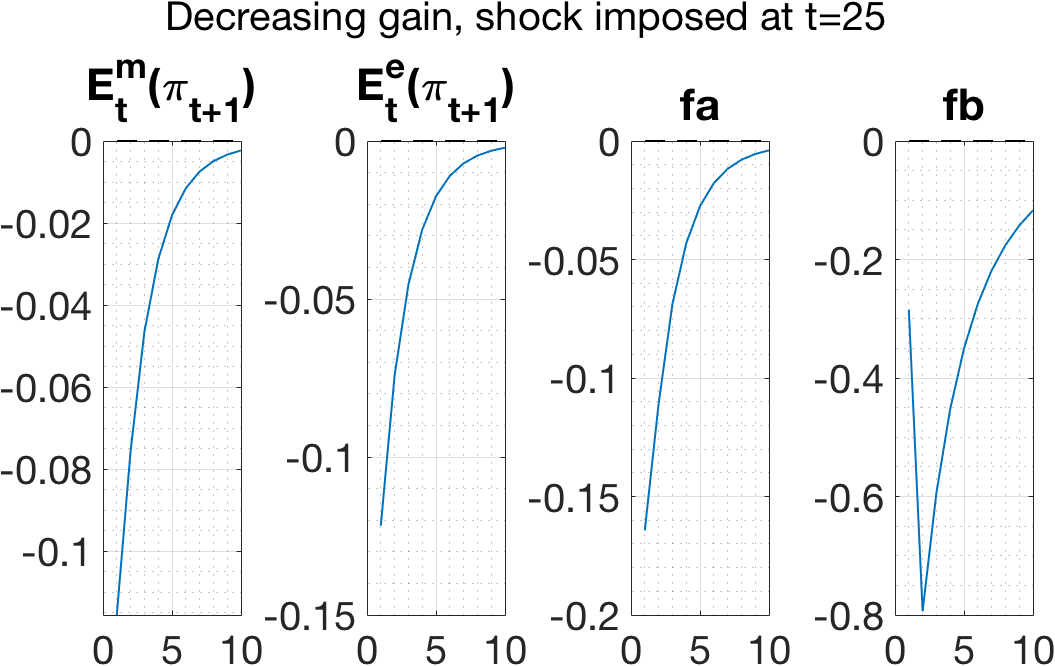 Decreasing gain, shock imposed at t=25
E_t^m(π_{t+1})
E_t^e(π_{t+1})
fa
fb
0
-0.02
-0.04
-0.06
-0.08
-0.1
0 5 10
0
-0.05
-0.1
-0.15
0 5 10
0
-0.05
-0.1
-0.15
-0.2
0 5 10
0
-0.2
-0.4
-0.6
-0.8
0 5 10